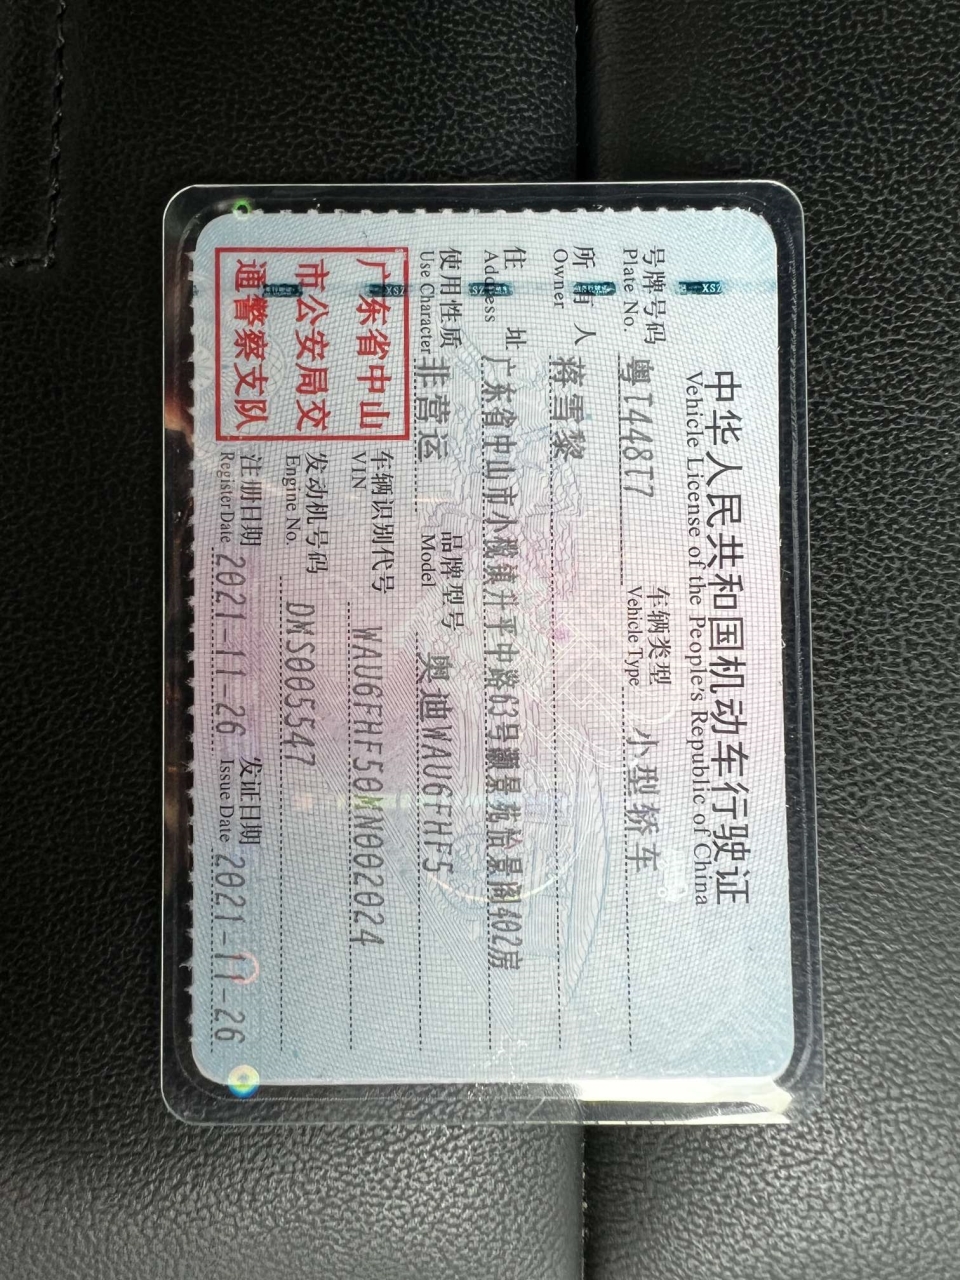 中华人民共和国机动车行驶证
Vehicle License of the People's Republic of China
号牌号码 粤T448T7 车辆类型 小型轿车
Plate No. Vehicle Type
所有人 蒋雪黎
Owner
住址 广东省中山市小榄镇升平中路63号翻景苑怡景阁402房
Address
使用性质 非营运 品牌型号 奥迪WAU6FHF5
Use Character Model
广东省中山
市公安局交
通警察支队
车辆识别代号 WAU6FHF50MN002024
VIN
发动机号码 DMS005547
Engine No.
注册日期 2021-11-26 发证日期 2021-11-26
Register Date Issue Date